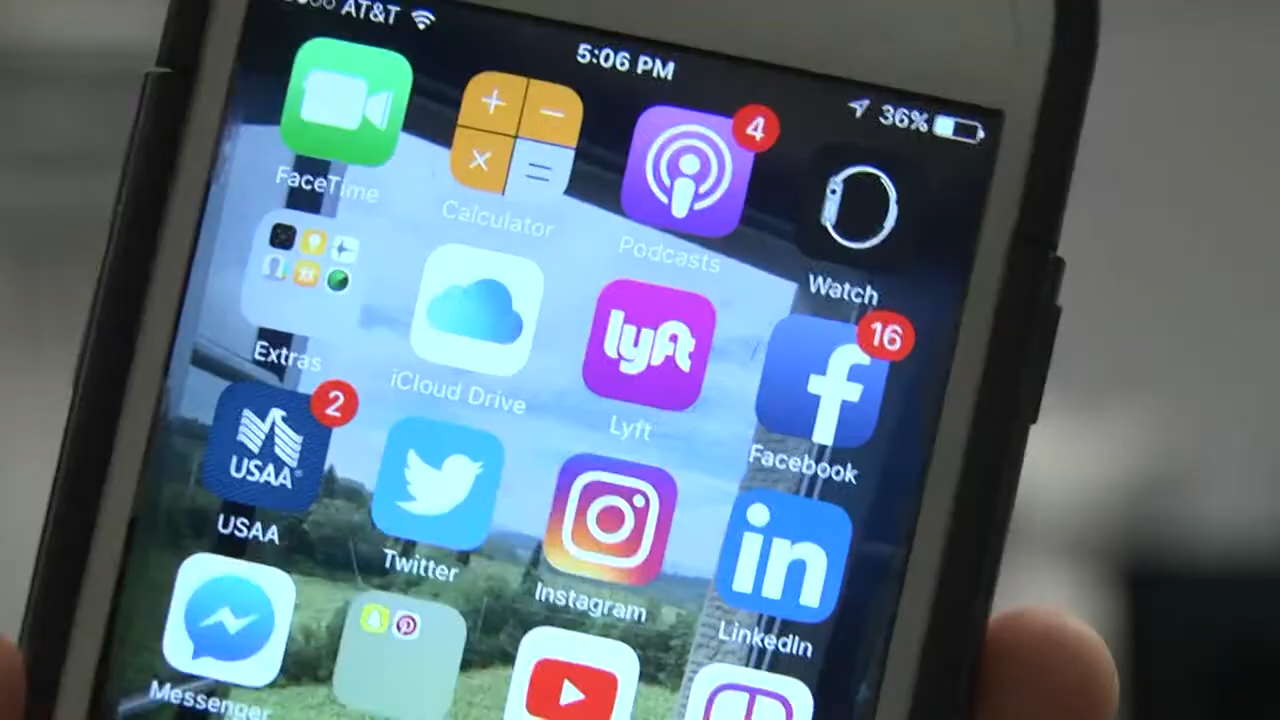 AT&T
5:06 PM
36%
FaceTime
Calculator
4
Podcasts
Watch
Extras
iCloud Drive
lyft
Lyft
16
f
Facebook
2
USAA
USAA
Twitter
Instagram
in
LinkedIn
Messenger